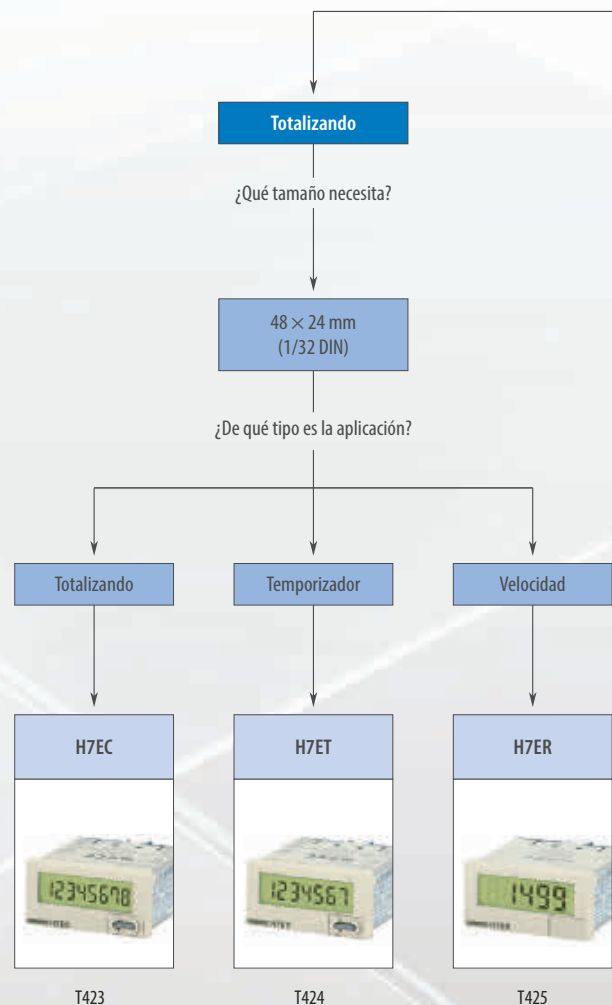 Totalizando
¿Qué tamaño necesita?
48 × 24 mm
(1/32 DIN)
¿De qué tipo es la aplicación?
Totalizando
Temporizador
Velocidad
H7EC
H7ET
H7ER
12345678
1234567
1499
T423
T424
T425